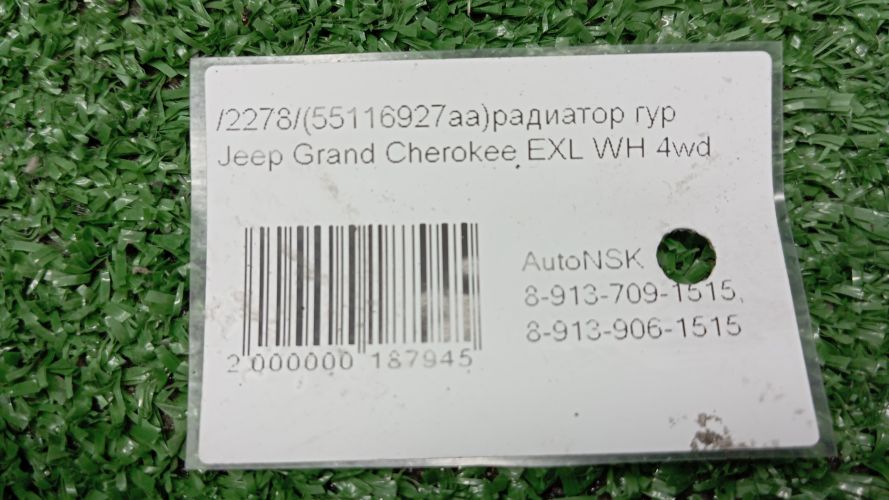 /2278/(55116927aa)радиатор гур
Jeep Grand Cherokee EXL WH 4wd
AutoNSK
8-913-709-1515,
8-913-906-1515
2 000000 187945